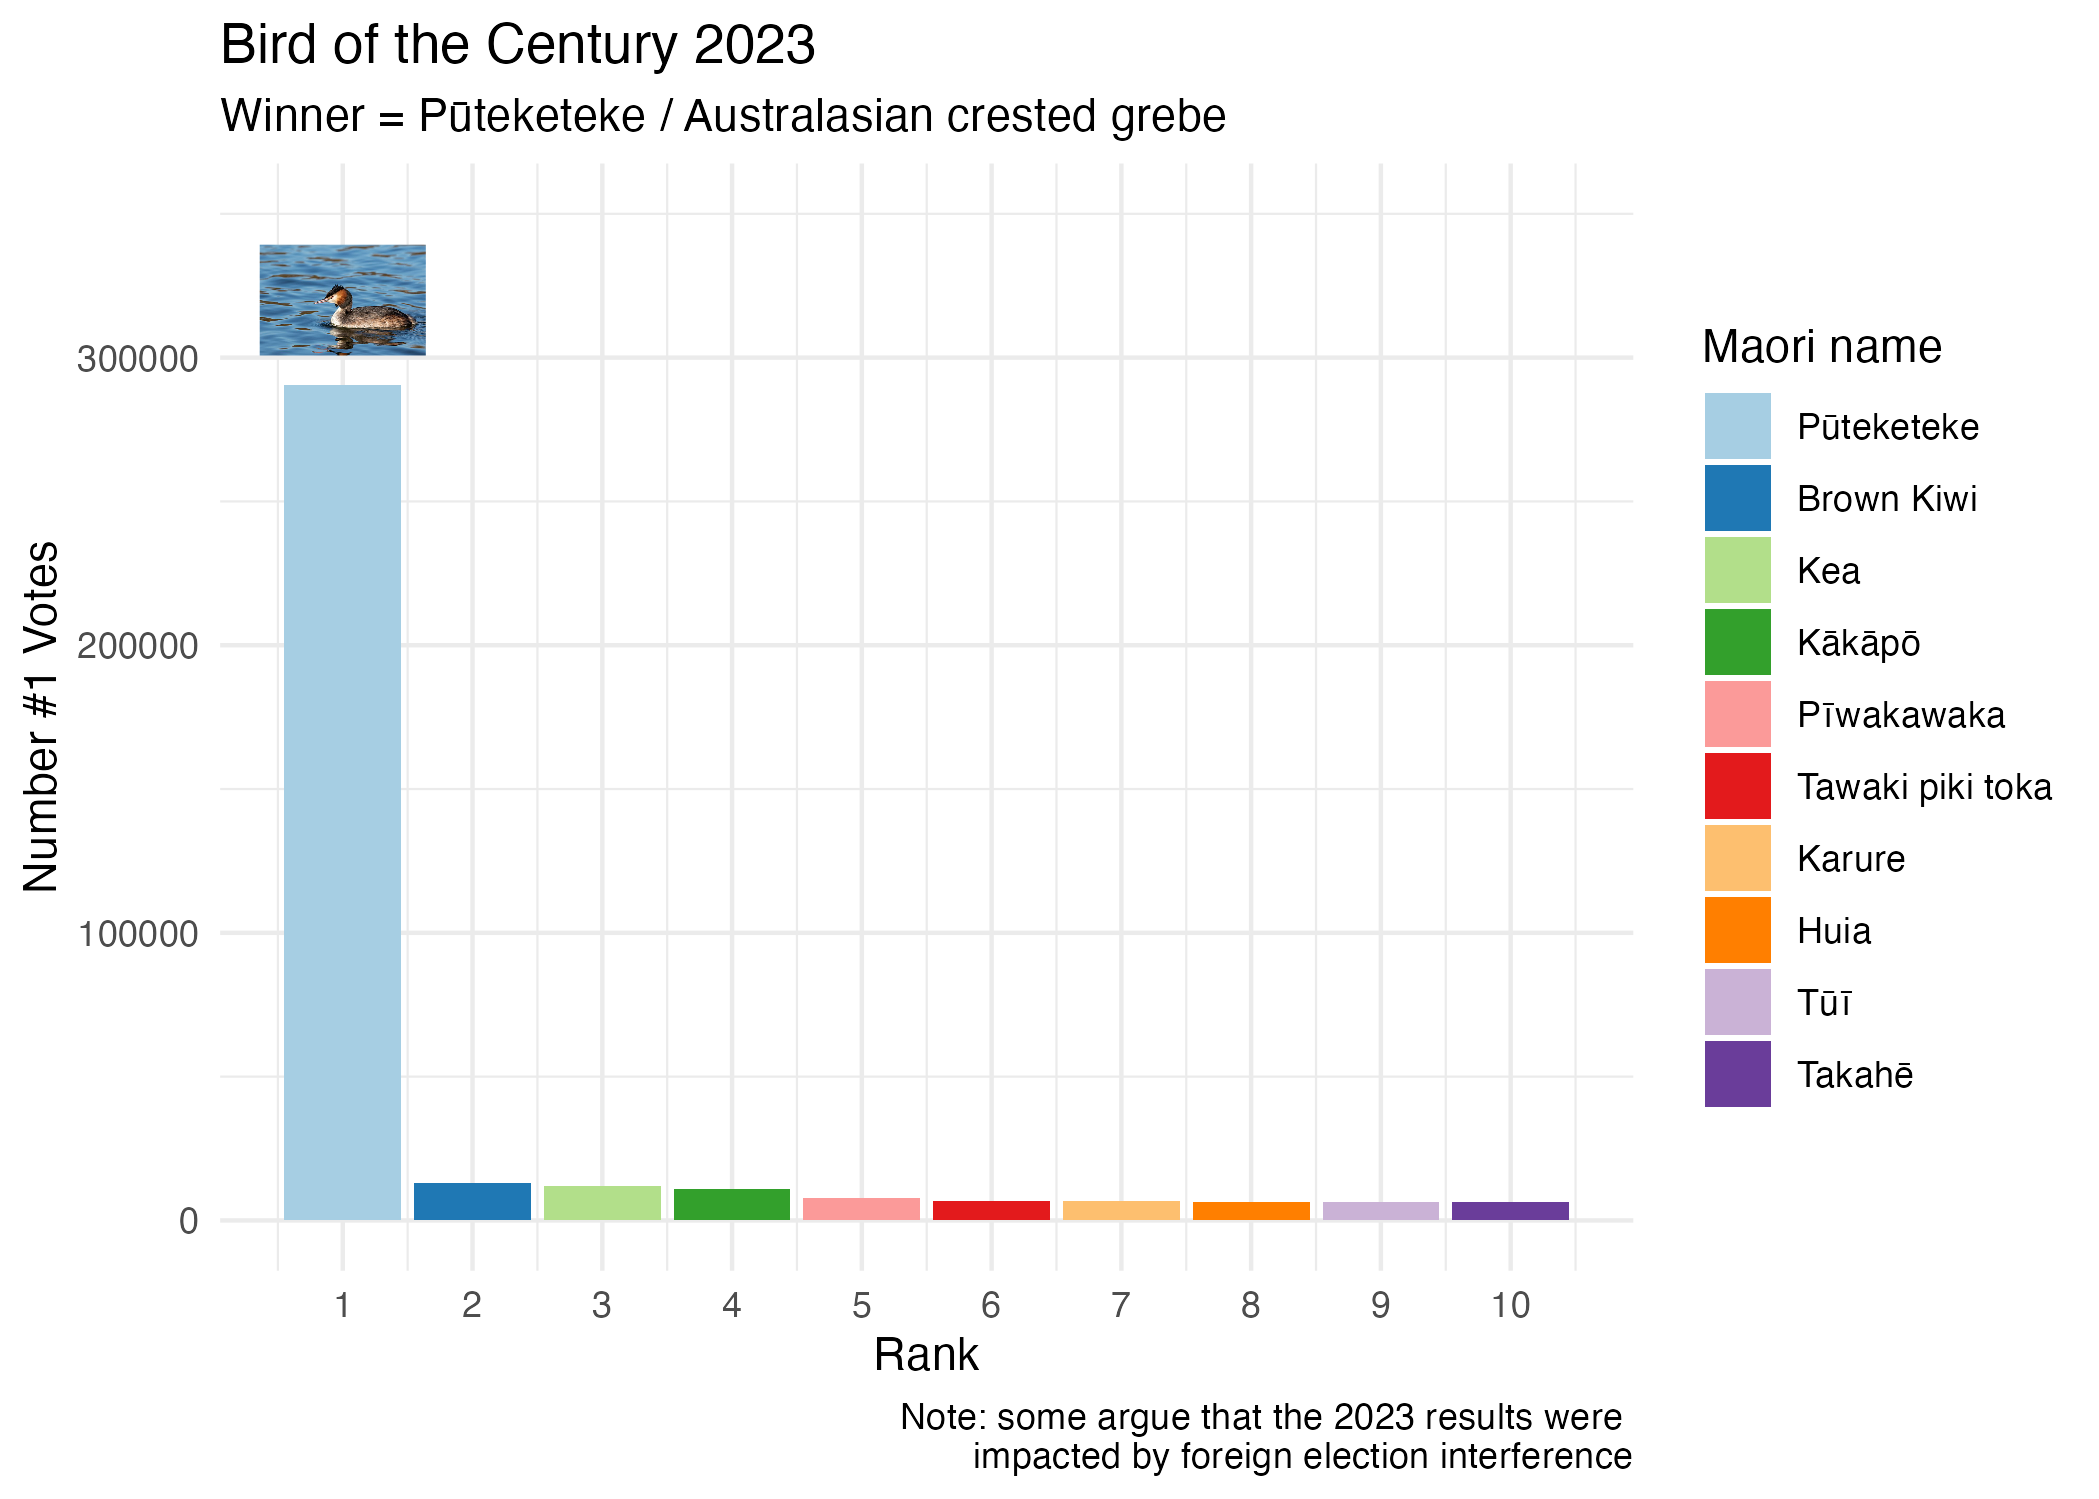 Bird of the Century 2023
Winner = Pūteketeke / Australasian crested grebe
Number #1 Votes
300000
200000
100000
0
1 2 3 4 5 6 7 8 9 10
Rank
Note: some argue that the 2023 results were
impacted by foreign election interference
Maori name
Pūteketeke
Brown Kiwi
Kea
Kākāpō
Pīwakawaka
Tawaki piki toka
Karure
Huia
Tūī
Takahē